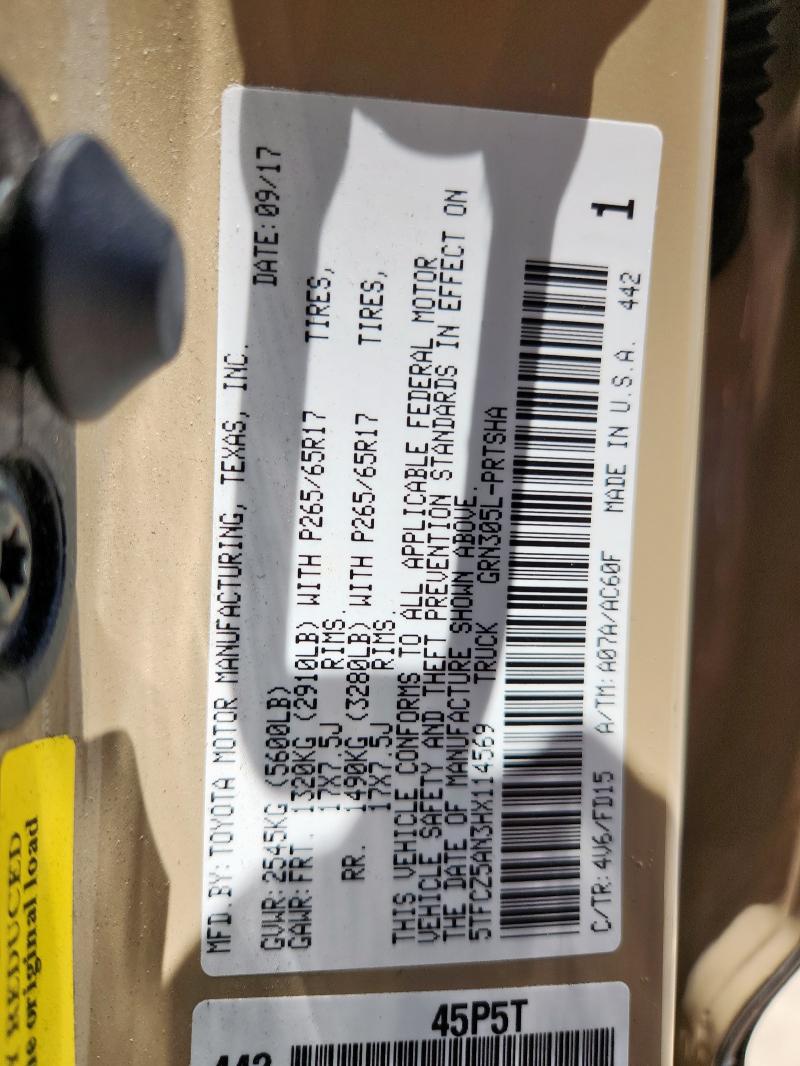 MFD.BY: TOYOTA MOTOR MANUFACTURING, TEXAS, INC. DATE: 09/17
GVWR: 2545KG (5600LB)
GAWR: FRT. 1320KG (2910LB) WITH P265/65R17 TIRES,
17X7.5J RIMS.
RR. 1490KG (3280LB) WITH P265/65R17 TIRES,
17X7.5J RIMS.
THIS VEHICLE CONFORMS TO ALL APPLICABLE FEDERAL MOTOR
VEHICLE SAFETY AND THEFT PREVENTION STANDARDS IN EFFECT ON
THE DATE OF MANUFACTURE SHOWN ABOVE.
5TFCZ5AN3HX114569 TRUCK GRN305L-PRTSHA
1
C/TR: 4V6/FD15 A/TM: A07A/AC60F MADE IN U.S.A. 442
REDUCED
original load
45P5T
442